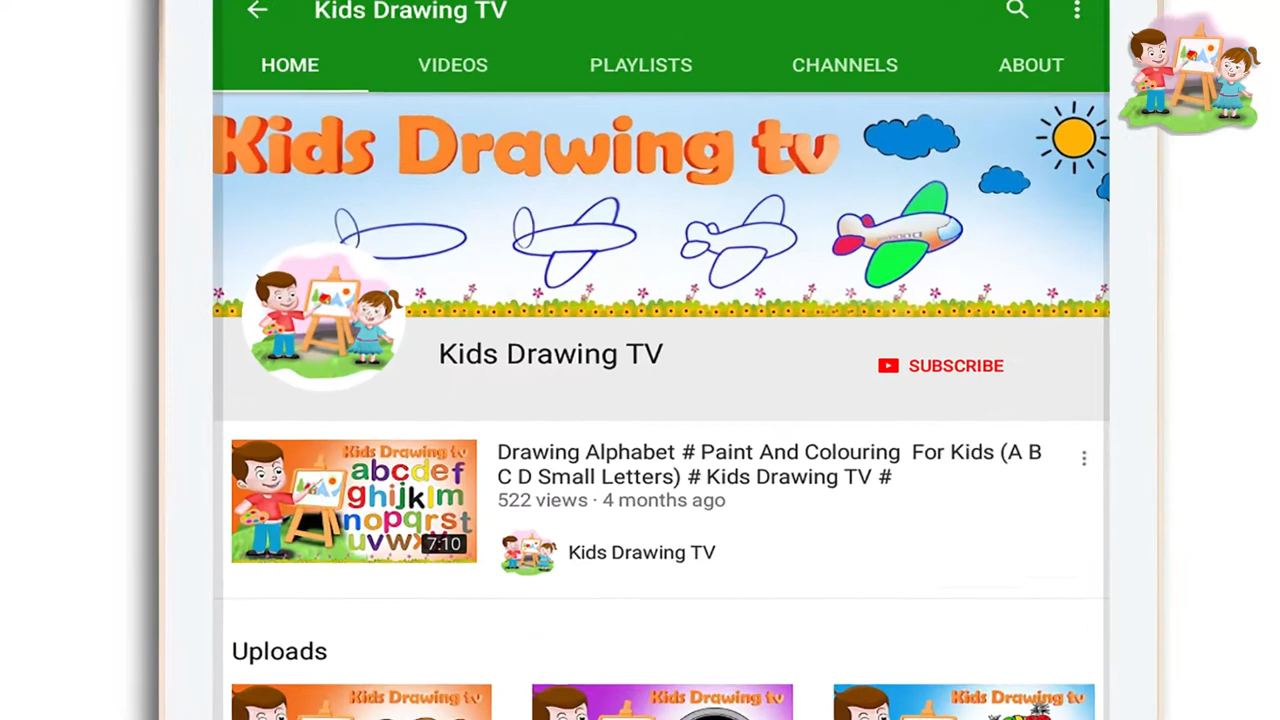 Kids Drawing TV
HOME VIDEOS PLAYLISTS CHANNELS ABOUT
Kids Drawing tv
Kids Drawing TV
SUBSCRIBE
Kids Drawing tv
abcdef
ghijklm
nopqrst
uvwx
7:10
Drawing Alphabet # Paint And Colouring For Kids (A B
C D Small Letters) # Kids Drawing TV #
522 views · 4 months ago
Kids Drawing TV
Uploads
Kids Drawing tv
Kids Drawing tv
Kids Drawing tv